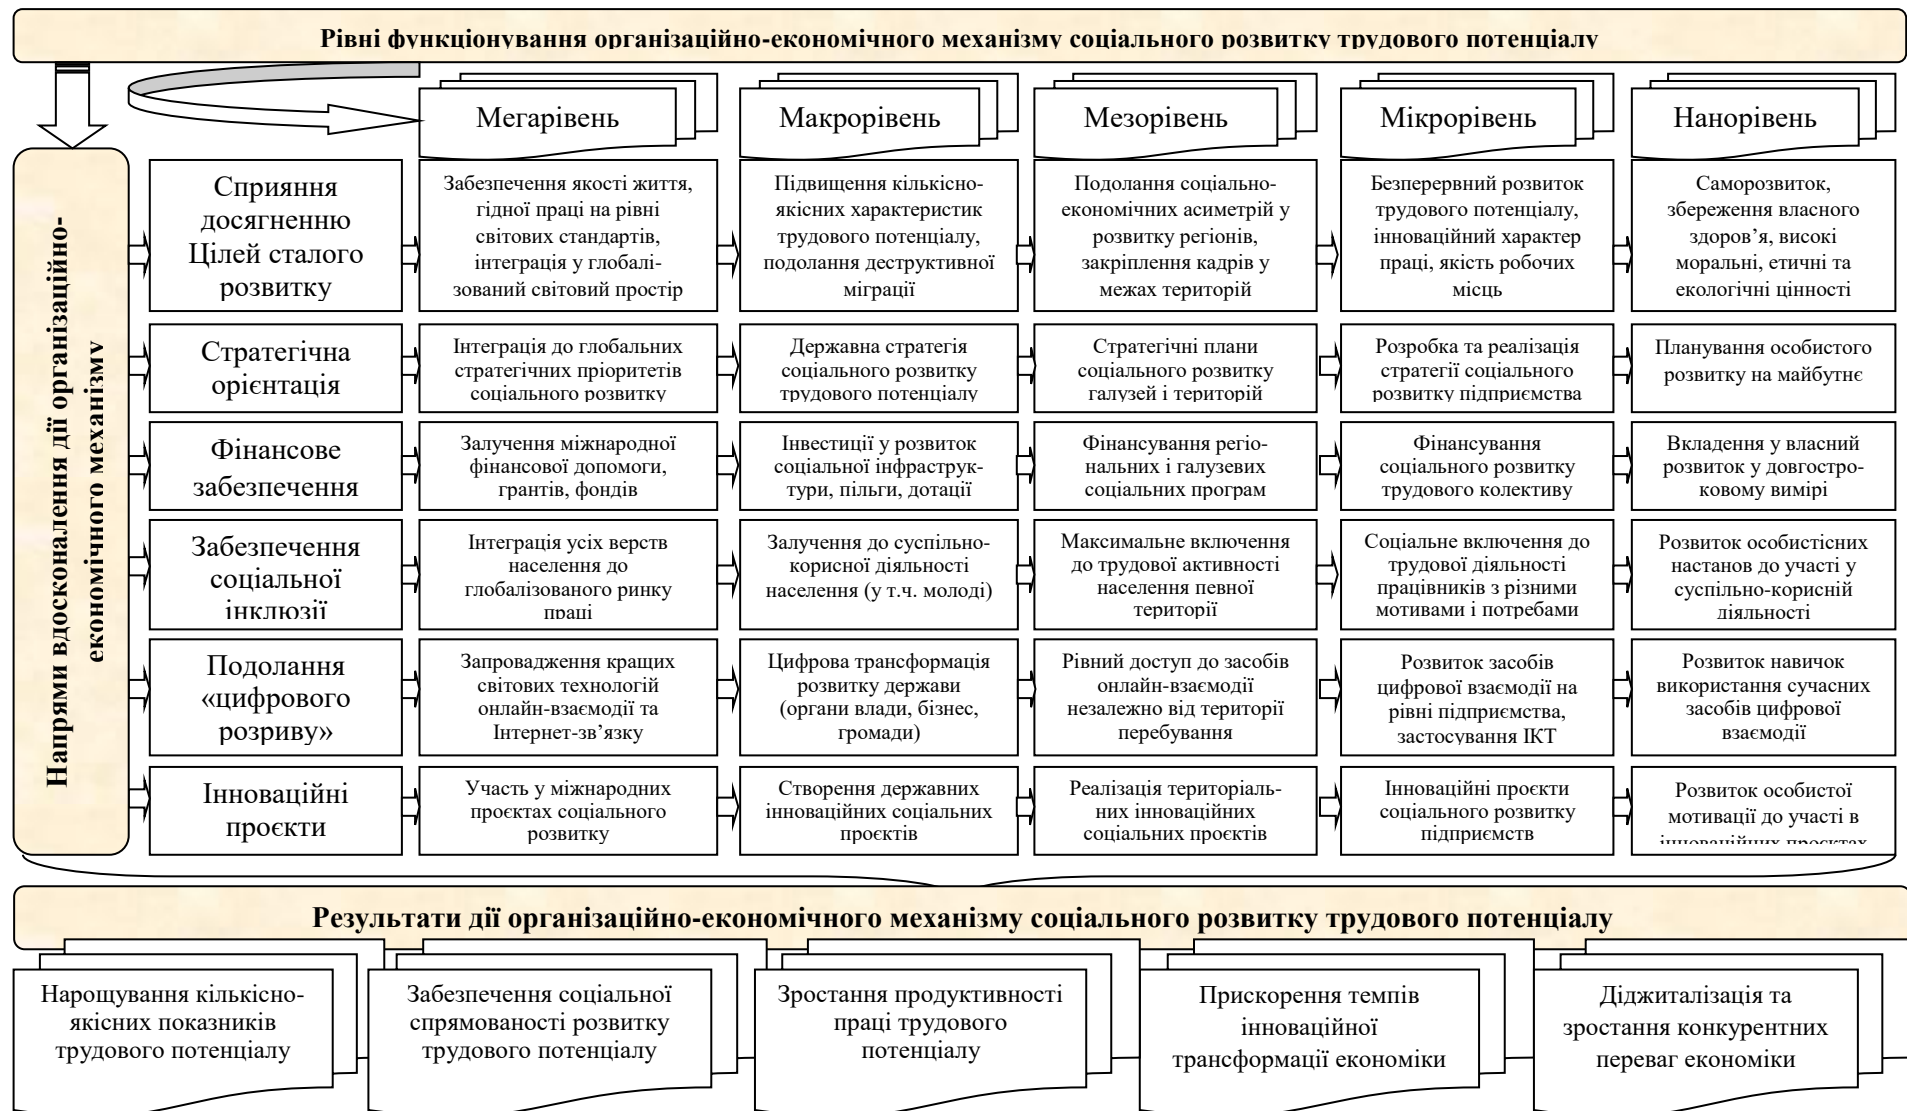 Рівні функціонування організаційно-економічного механізму соціального розвитку трудового потенціалу
Мегарівень
Макрорівень
Мезорівень
Мікрорівень
Нанорівень
Напрями вдосконалення дії організаційно-
економічного механізму
Сприяння
досягненню
Цілей сталого
розвитку
Забезпечення якості життя,
гідної праці на рівні
світових стандартів,
інтеграція у глобалі-
зований світовий простір
Підвищення кількісно-
якісних характеристик
трудового потенціалу,
подолання деструктивної
міграції
Подолання соціально-
економічних асиметрій у
розвитку регіонів,
закріплення кадрів у
межах територій
Безперервний розвиток
трудового потенціалу,
інноваційний характер
праці, якість робочих
місць
Саморозвиток,
збереження власного
здоров’я, високі
моральні, етичні та
екологічні цінності
Стратегічна
орієнтація
Інтеграція до глобальних
стратегічних пріоритетів
соціального розвитку
Державна стратегія
соціального розвитку
трудового потенціалу
Стратегічні плани
соціального розвитку
галузей і територій
Розробка та реалізація
стратегії соціального
розвитку підприємства
Планування особистого
розвитку на майбутнє
Фінансове
забезпечення
Залучення міжнародної
фінансової допомоги,
грантів, фондів
Інвестиції у розвиток
соціальної інфраструк-
тури, пільги, дотації
Фінансування регіо-
нальних і галузевих
соціальних програм
Фінансування
соціального розвитку
трудового колективу
Вкладення у власний
розвиток у довгостро-
ковому вимірі
Забезпечення
соціальної
інклюзії
Інтеграція усіх верств
населення до
глобалізованого ринку
праці
Залучення до суспільно-
корисної діяльності
населення (у т.ч. молоді)
Максимальне включення
до трудової активності
населення певної
території
Соціальне включення до
трудової діяльності
працівників з різними
мотивами і потребами
Розвиток особистісних
настанов до участі у
суспільно-корисній
діяльності
Подолання
«цифрового
розриву»
Запровадження кращих
світових технологій
онлайн-взаємодії та
Інтернет-зв’язку
Цифрова трансформація
розвитку держави
(органи влади, бізнес,
громади)
Рівний доступ до засобів
онлайн-взаємодії
незалежно від території
перебування
Розвиток засобів
цифрової взаємодії на
рівні підприємства,
застосування ІКТ
Розвиток навичок
використання сучасних
засобів цифрової
взаємодії
Інноваційні
проєкти
Участь у міжнародних
проєктах соціального
розвитку
Створення державних
інноваційних соціальних
проєктів
Реалізація територіаль-
них інноваційних
соціальних проєктів
Інноваційні проєкти
соціального розвитку
підприємств
Розвиток особистої
мотивації до участі в
інноваційних проєктах
Результати дії організаційно-економічного механізму соціального розвитку трудового потенціалу
Нарощування кількісно-
якісних показників
трудового потенціалу
Забезпечення соціальної
спрямованості розвитку
трудового потенціалу
Зростання продуктивності
праці трудового
потенціалу
Прискорення темпів
інноваційної
трансформації економіки
Діджиталізація та
зростання конкурентних
переваг економіки